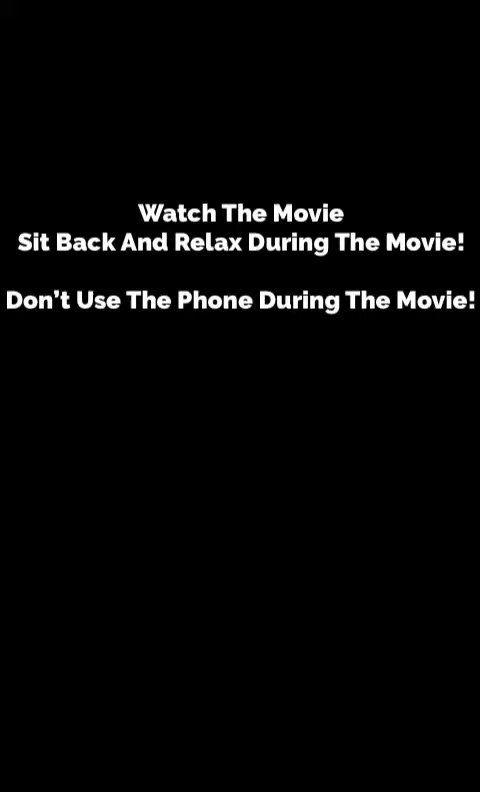 Watch The Movie
Sit Back And Relax During The Movie!
Don’t Use The Phone During The Movie!